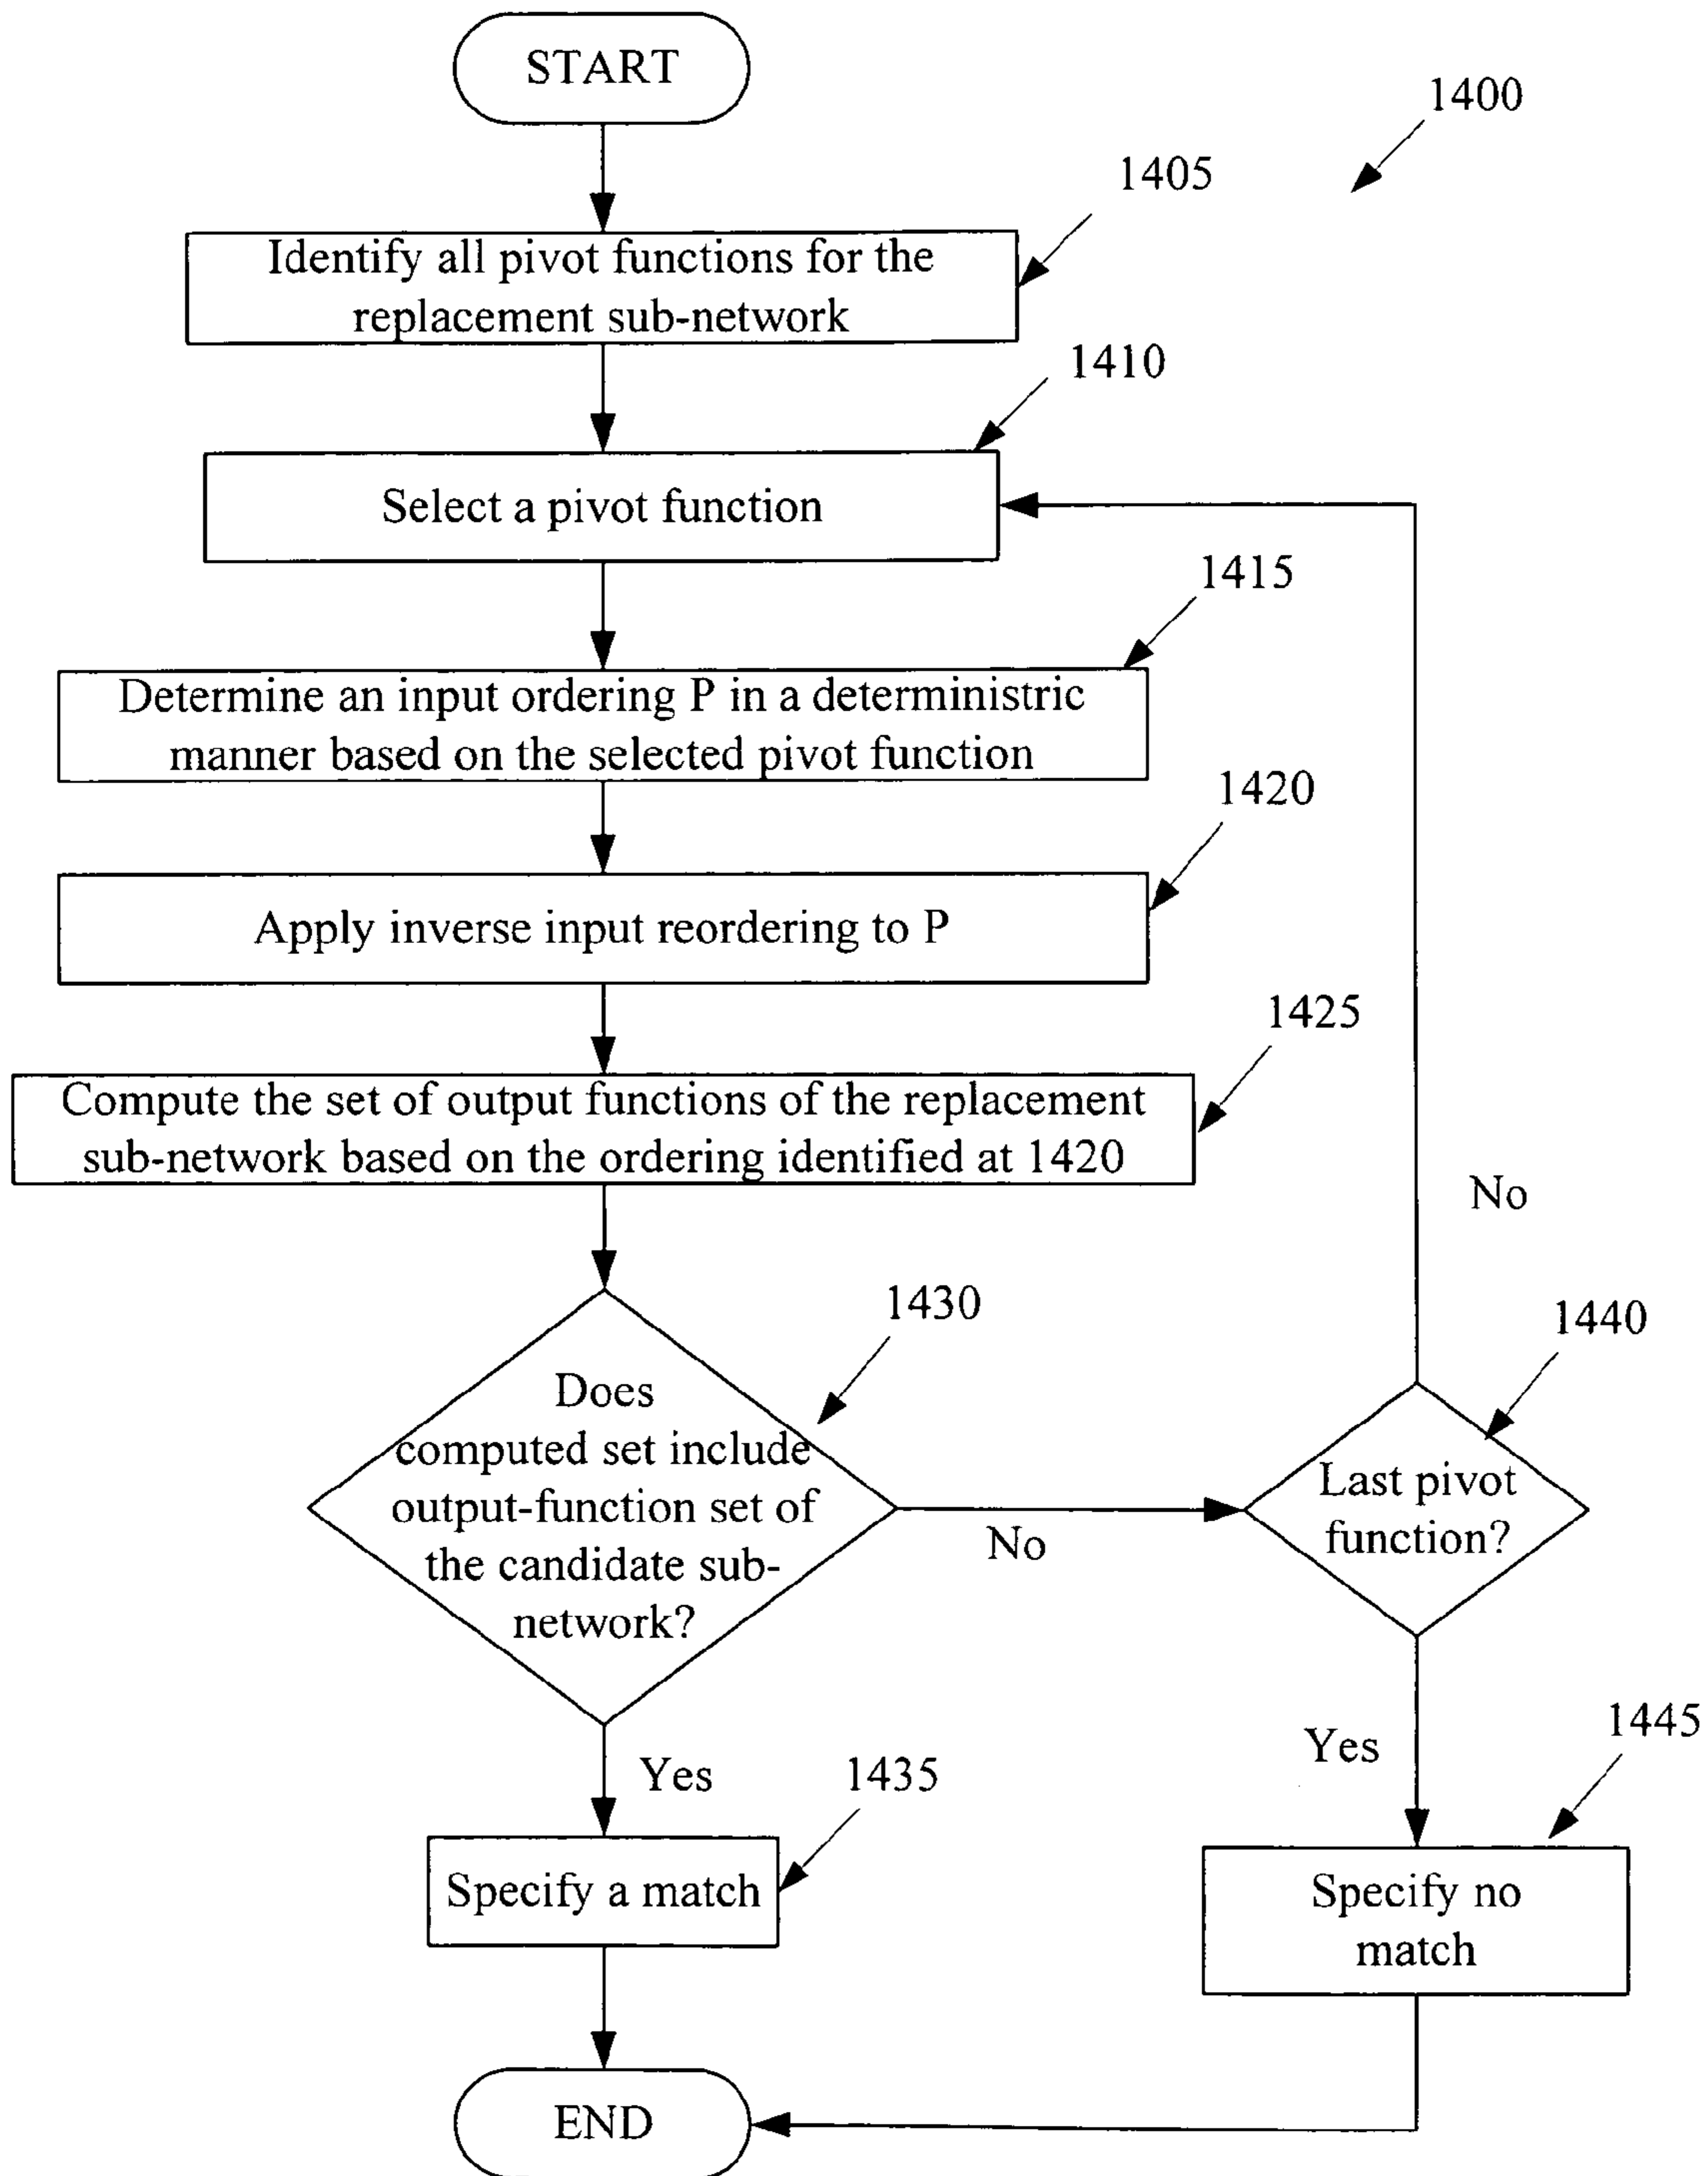 START
1400
1405
Identify all pivot functions for the
replacement sub-network
1410
Select a pivot function
1415
Determine an input ordering P in a deterministric
manner based on the selected pivot function
1420
Apply inverse input reordering to P
1425
Compute the set of output functions of the replacement
sub-network based on the ordering identified at 1420
No
1430
1440
Does
computed set include
output-function set of
the candidate sub-
network?
No
Last pivot
function?
Yes
1435
Yes
1445
Specify a match
Specify no
match
END